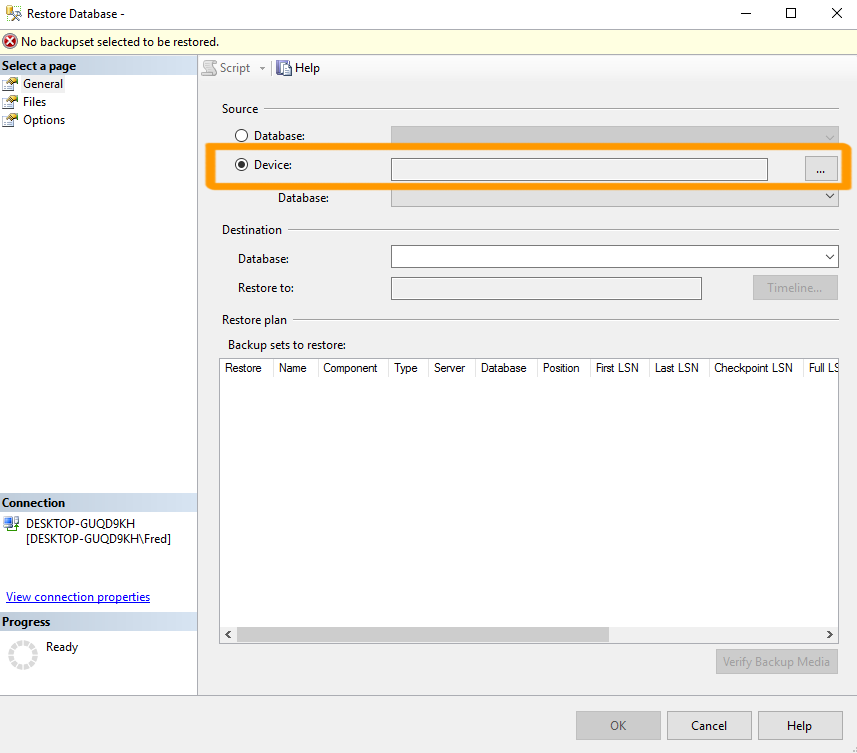 Restore Database -
No backupset selected to be restored.
Select a page
General
Files
Options
Script
Help
Source
Database:
Device:
...
Database:
Destination
Database:
Restore to:
Timeline...
Restore plan
Backup sets to restore:
Restore Name Component Type Server Database Position First LSN Last LSN Checkpoint LSN Full LS
Connection
DESKTOP-GUQD9KH
[DESKTOP-GUQD9KH\Fred]
View connection properties
Progress
Ready
Verify Backup Media
OK Cancel Help